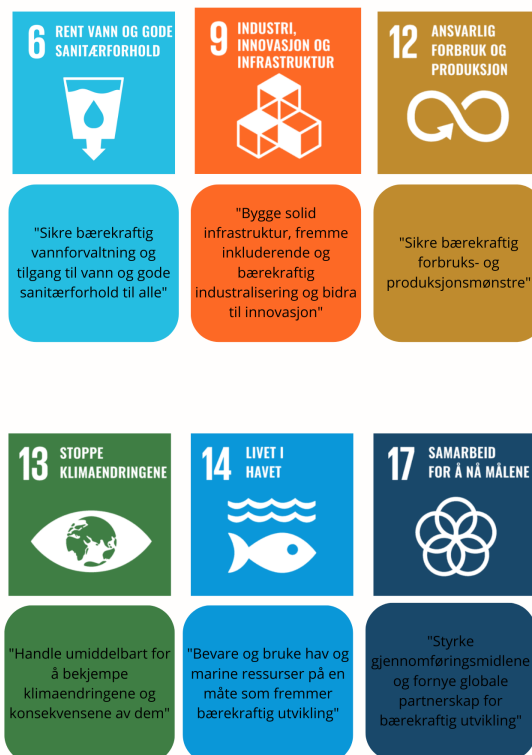 6 RENT VANN OG GODE
SANITÆRFORHOLD
"Sikre bærekraftig
vannforvaltning og
tilgang til vann og gode
sanitærforhold til alle"
9 INDUSTRI,
INNOVASJON OG
INFRASTRUKTUR
"Bygge solid
infrastruktur, fremme
inkluderende og
bærekraftig
industralisering og bidra
til innovasjon"
12 ANSVARLIG
FORBRUK OG
PRODUKSJON
"Sikre bærekraftig
forbruks- og
produksjonsmønstre"
13 STOPPE
KLIMAENDRINGENE
"Handle umiddelbart for
å bekjempe
klimaendringene og
konsekvensene av dem"
14 LIVET I
HAVET
"Bevare og bruke hav og
marine ressurser på en
måte som fremmer
bærekraftig utvikling"
17 SAMARBEID
FOR Å NÅ MÅLENE
"Styrke
gjennomføringsmidlene
og fornye globale
partnerskap for
bærekraftig utvikling"